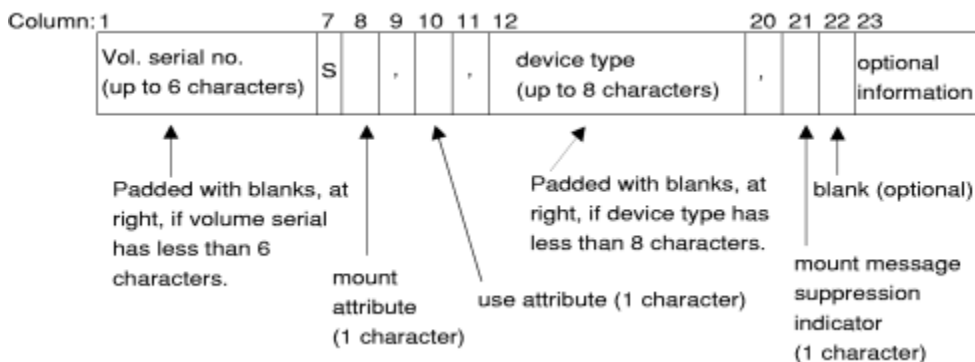 Column: 1 7 8 9 10 11 12 20 21 22 23
Vol. serial no.
(up to 6 characters)
S
,
,
device type
(up to 8 characters)
,
optional
information
Padded with blanks, at
right, if volume serial
has less than 6
characters.
mount
attribute
(1 character)
use attribute (1 character)
Padded with blanks, at
right, if device type has
less than 8 characters.
blank (optional)
mount message
suppression
indicator
(1 character)